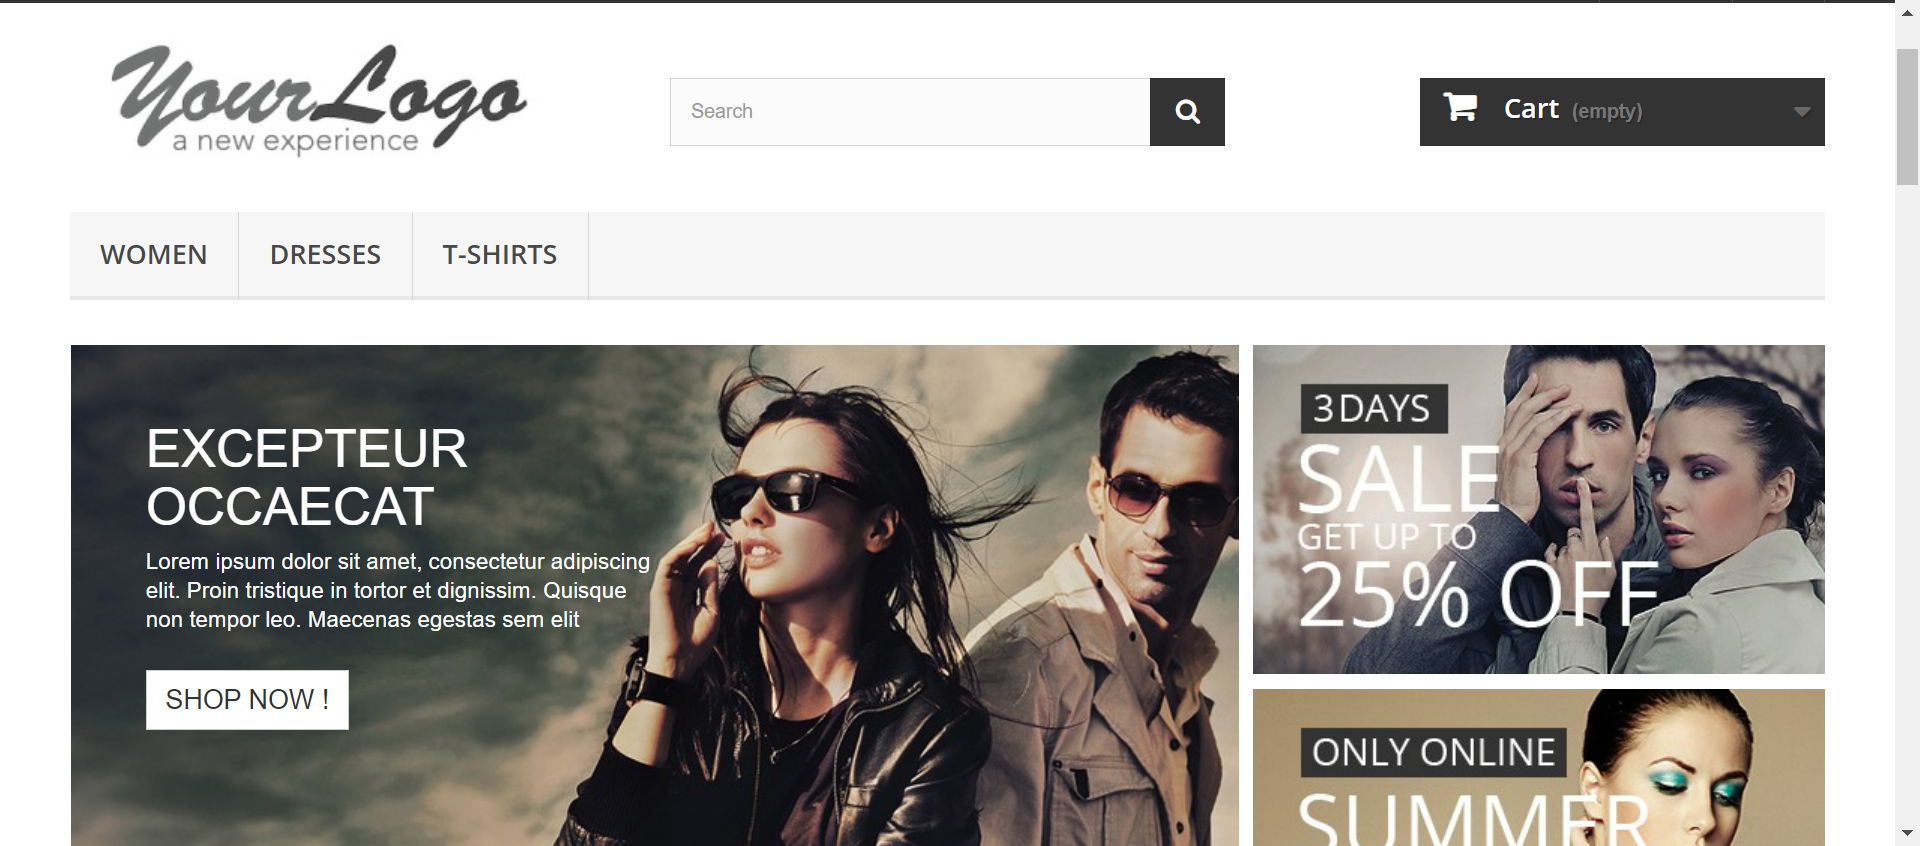 YourLogo
a new experience
Search
Cart (empty)
WOMEN
DRESSES
T-SHIRTS
EXCEPTEUR
OCCAECAT
Lorem ipsum dolor sit amet, consectetur adipiscing
elit. Proin tristique in tortor et dignissim. Quisque
non tempor leo. Maecenas egestas sem elit
SHOP NOW !
3 DAYS
SALE
GET UP TO
25% OFF
ONLY ONLINE
SUMMER